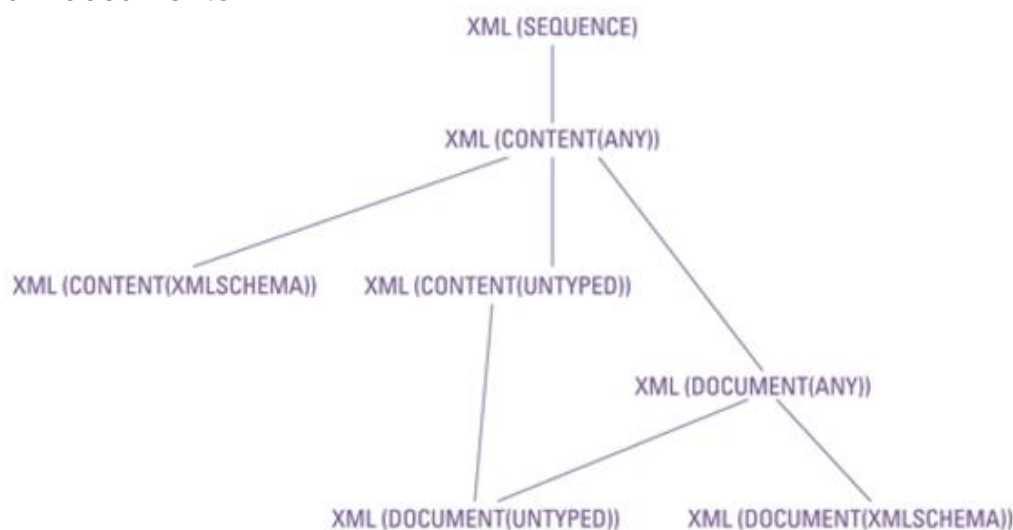 XML (SEQUENCE)
XML (CONTENT(ANY))
XML (CONTENT(XMLSCHEMA)) XML (CONTENT(UNTYPED))
XML (DOCUMENT(ANY))
XML (DOCUMENT(UNTYPED)) XML (DOCUMENT(XMLSCHEMA))